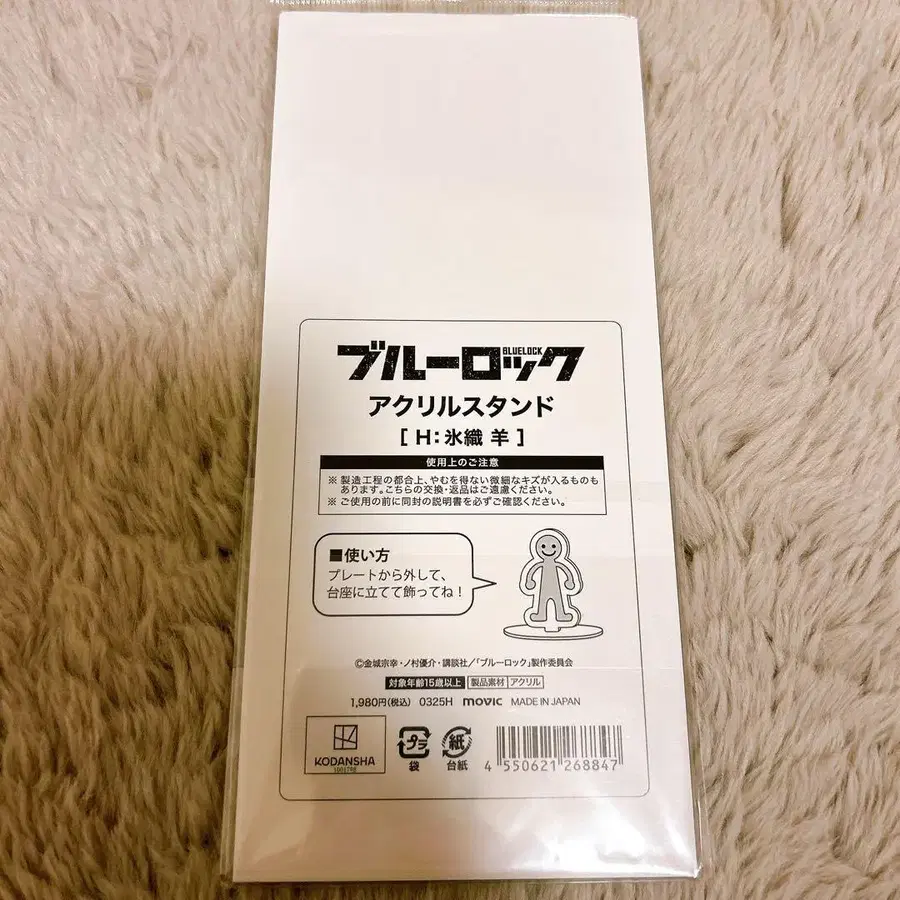 ブルーロック
BLUELOCK
アクリルスタンド
[ H：氷織 羊 ]
使用上のご注意
※ 製造工程の都合上、やむを得ない微細なキズが入るものも
あります。こちらの交換・返品はご遠慮ください。
※ ご使用の前に同封の説明書を必ずご確認ください。
■使い方
プレートから外して、
台座に立てて飾ってね！
©金城宗幸・ノ村優介・講談社／「ブルーロック」製作委員会
対象年齢15歳以上 製品素材 アクリル
1,980円(税込) 0325H movic MADE IN JAPAN
KODANSHA
プラ
袋
紙
台紙
4 550621 268847